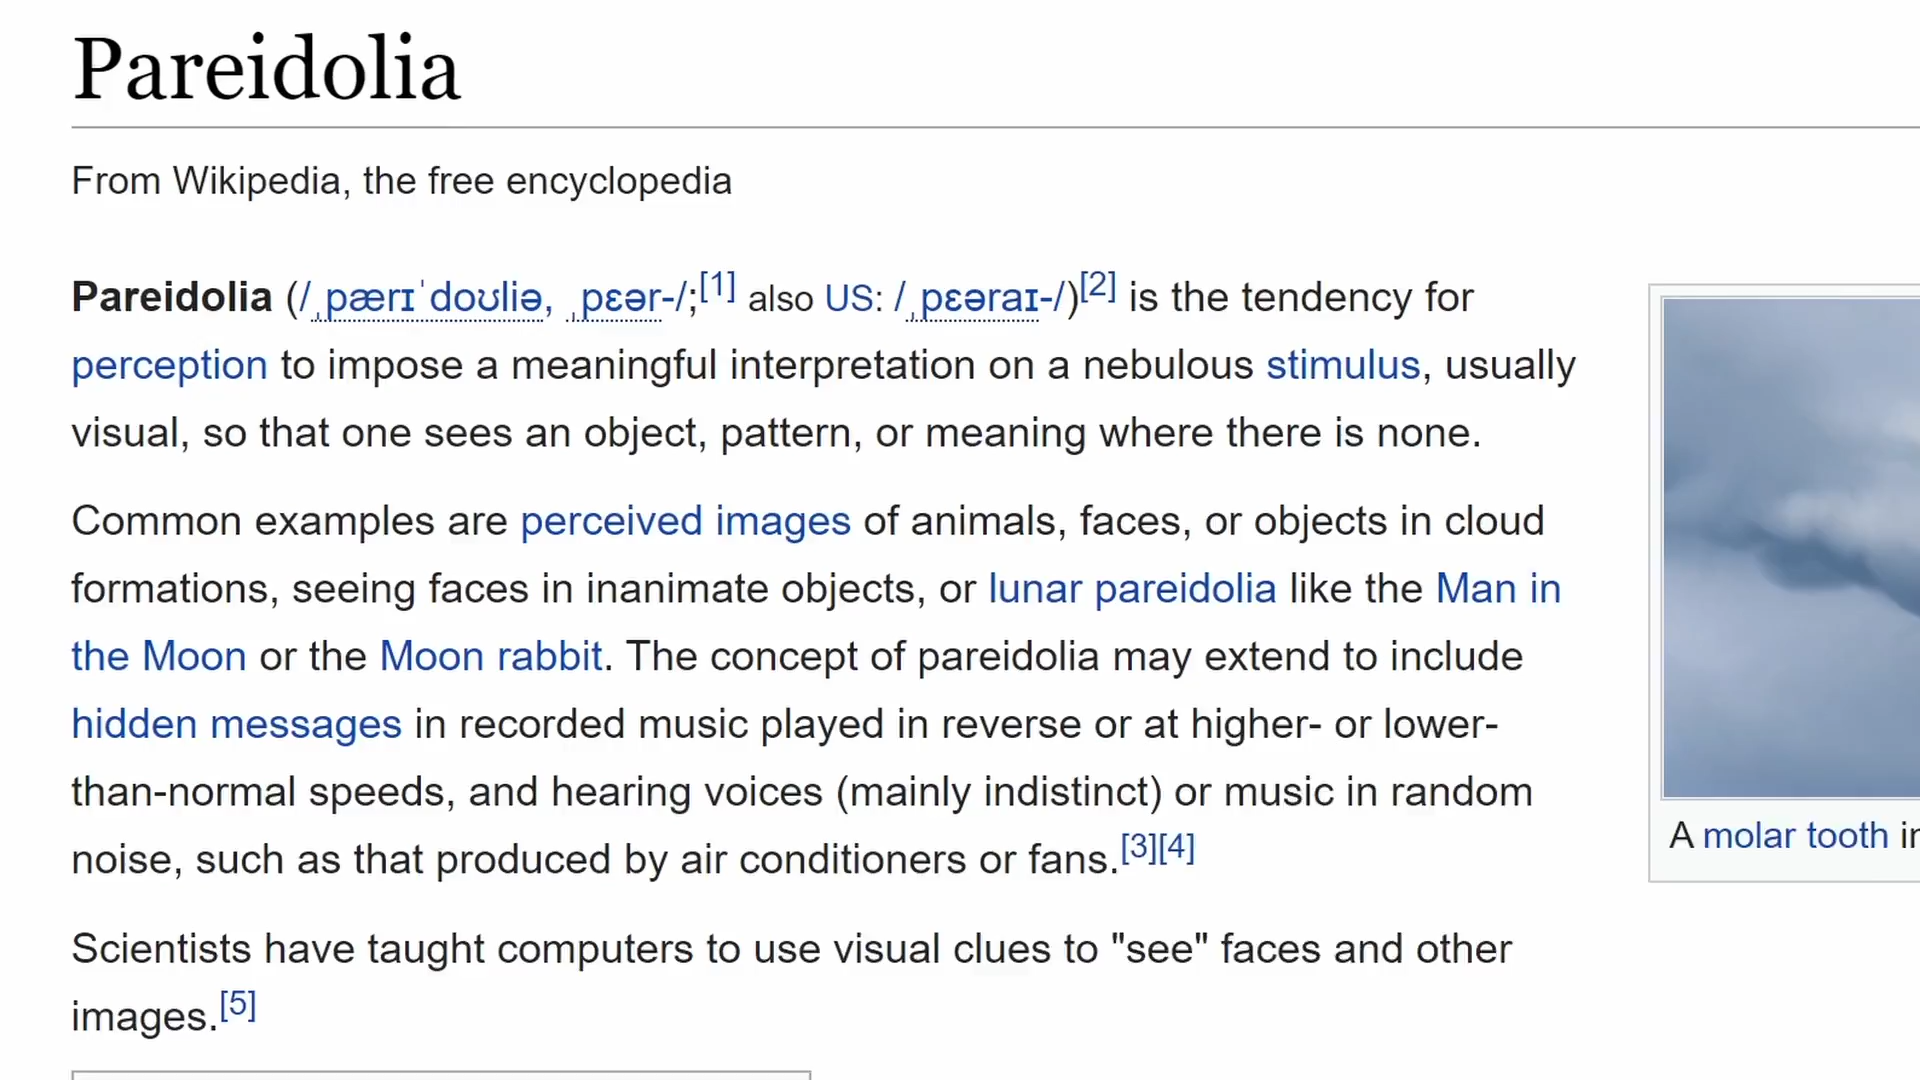 Pareidolia
From Wikipedia, the free encyclopedia
Pareidolia (/ˌpærɪˈdoʊliə, ˌpɛər-/;[1] also US: /ˌpɛəraɪ-/)[2] is the tendency for
perception to impose a meaningful interpretation on a nebulous stimulus, usually
visual, so that one sees an object, pattern, or meaning where there is none.
Common examples are perceived images of animals, faces, or objects in cloud
formations, seeing faces in inanimate objects, or lunar pareidolia like the Man in
the Moon or the Moon rabbit. The concept of pareidolia may extend to include
hidden messages in recorded music played in reverse or at higher- or lower-
than-normal speeds, and hearing voices (mainly indistinct) or music in random
noise, such as that produced by air conditioners or fans.[3][4]
Scientists have taught computers to use visual clues to "see" faces and other
images.[5]
A molar tooth in